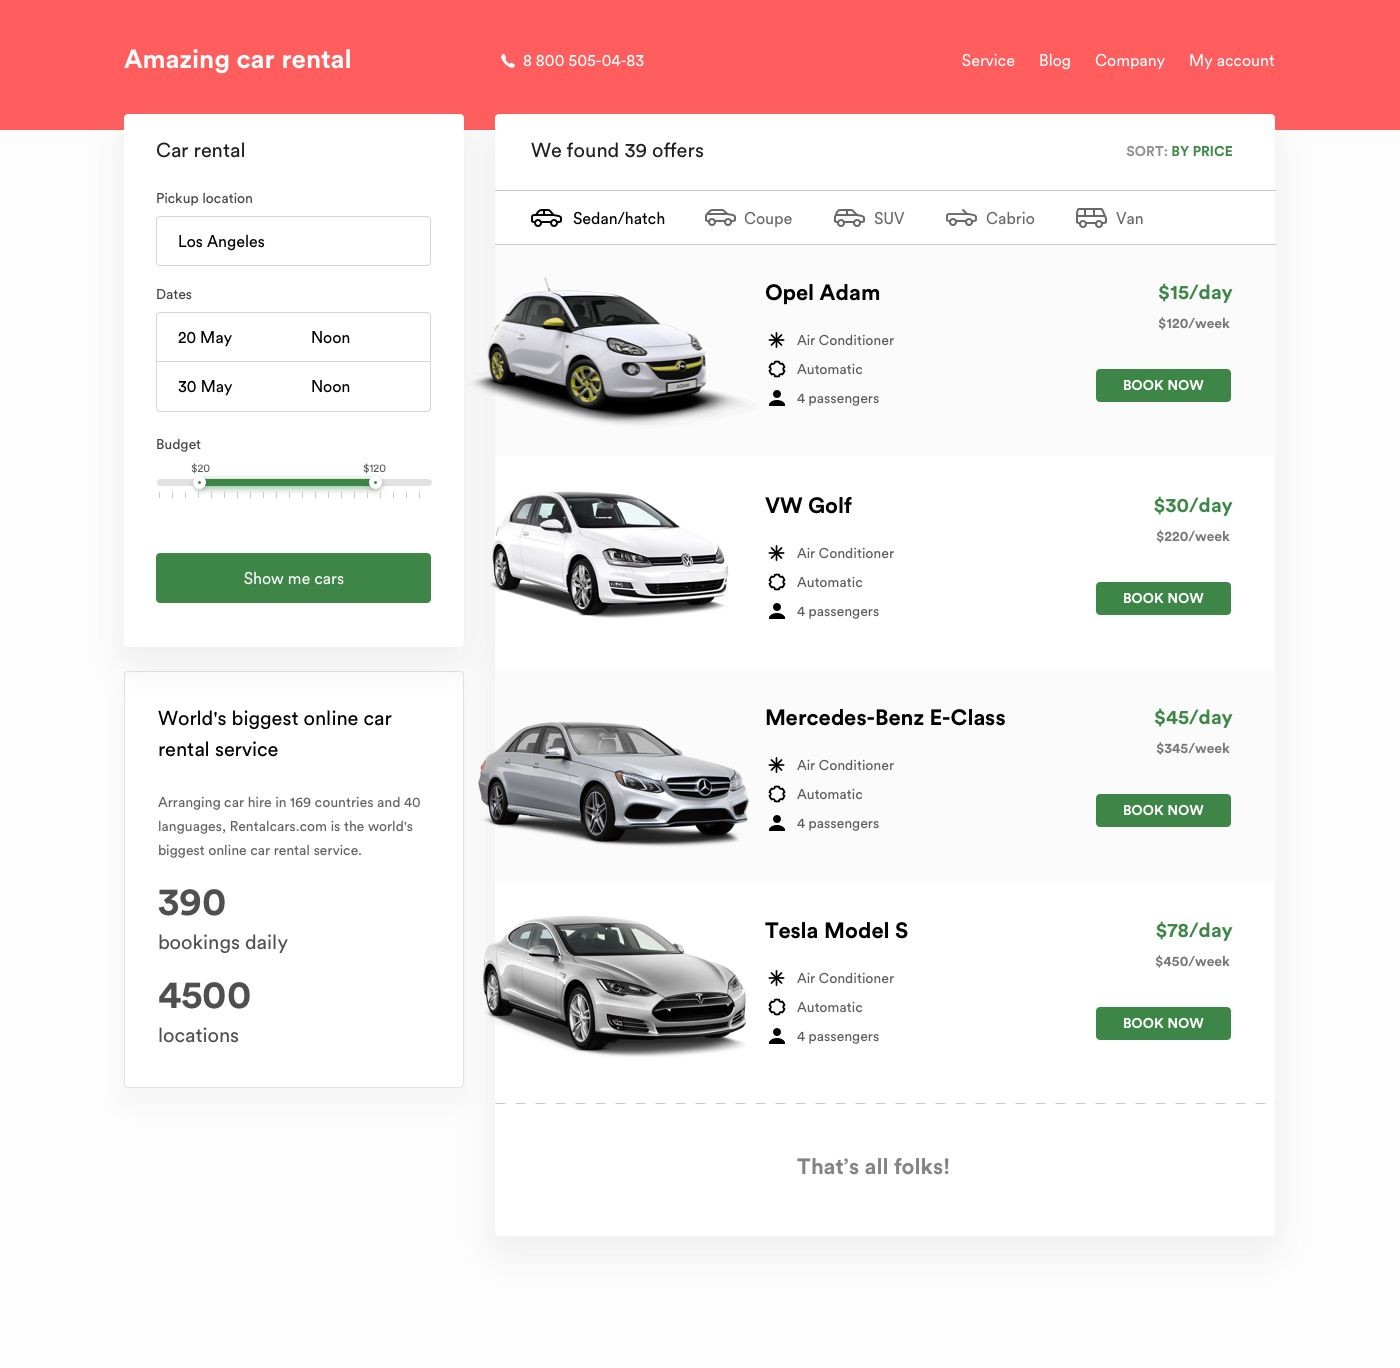 Amazing car rental
8 800 505-04-83
Service Blog Company My account
Car rental
Pickup location
Los Angeles
Dates
20 May Noon
30 May Noon
Budget
$20 $120
Show me cars
World's biggest online car
rental service
Arranging car hire in 169 countries and 40
languages, Rentalcars.com is the world's
biggest online car rental service.
390
bookings daily
4500
locations
We found 39 offers
SORT: BY PRICE
Sedan/hatch Coupe SUV Cabrio Van
Opel Adam
$15/day
$120/week
Air Conditioner
Automatic
4 passengers
BOOK NOW
ADAM
VW Golf
$30/day
$220/week
Air Conditioner
Automatic
4 passengers
BOOK NOW
Mercedes-Benz E-Class
$45/day
$345/week
Air Conditioner
Automatic
4 passengers
BOOK NOW
Tesla Model S
$78/day
$450/week
Air Conditioner
Automatic
4 passengers
BOOK NOW
That’s all folks!